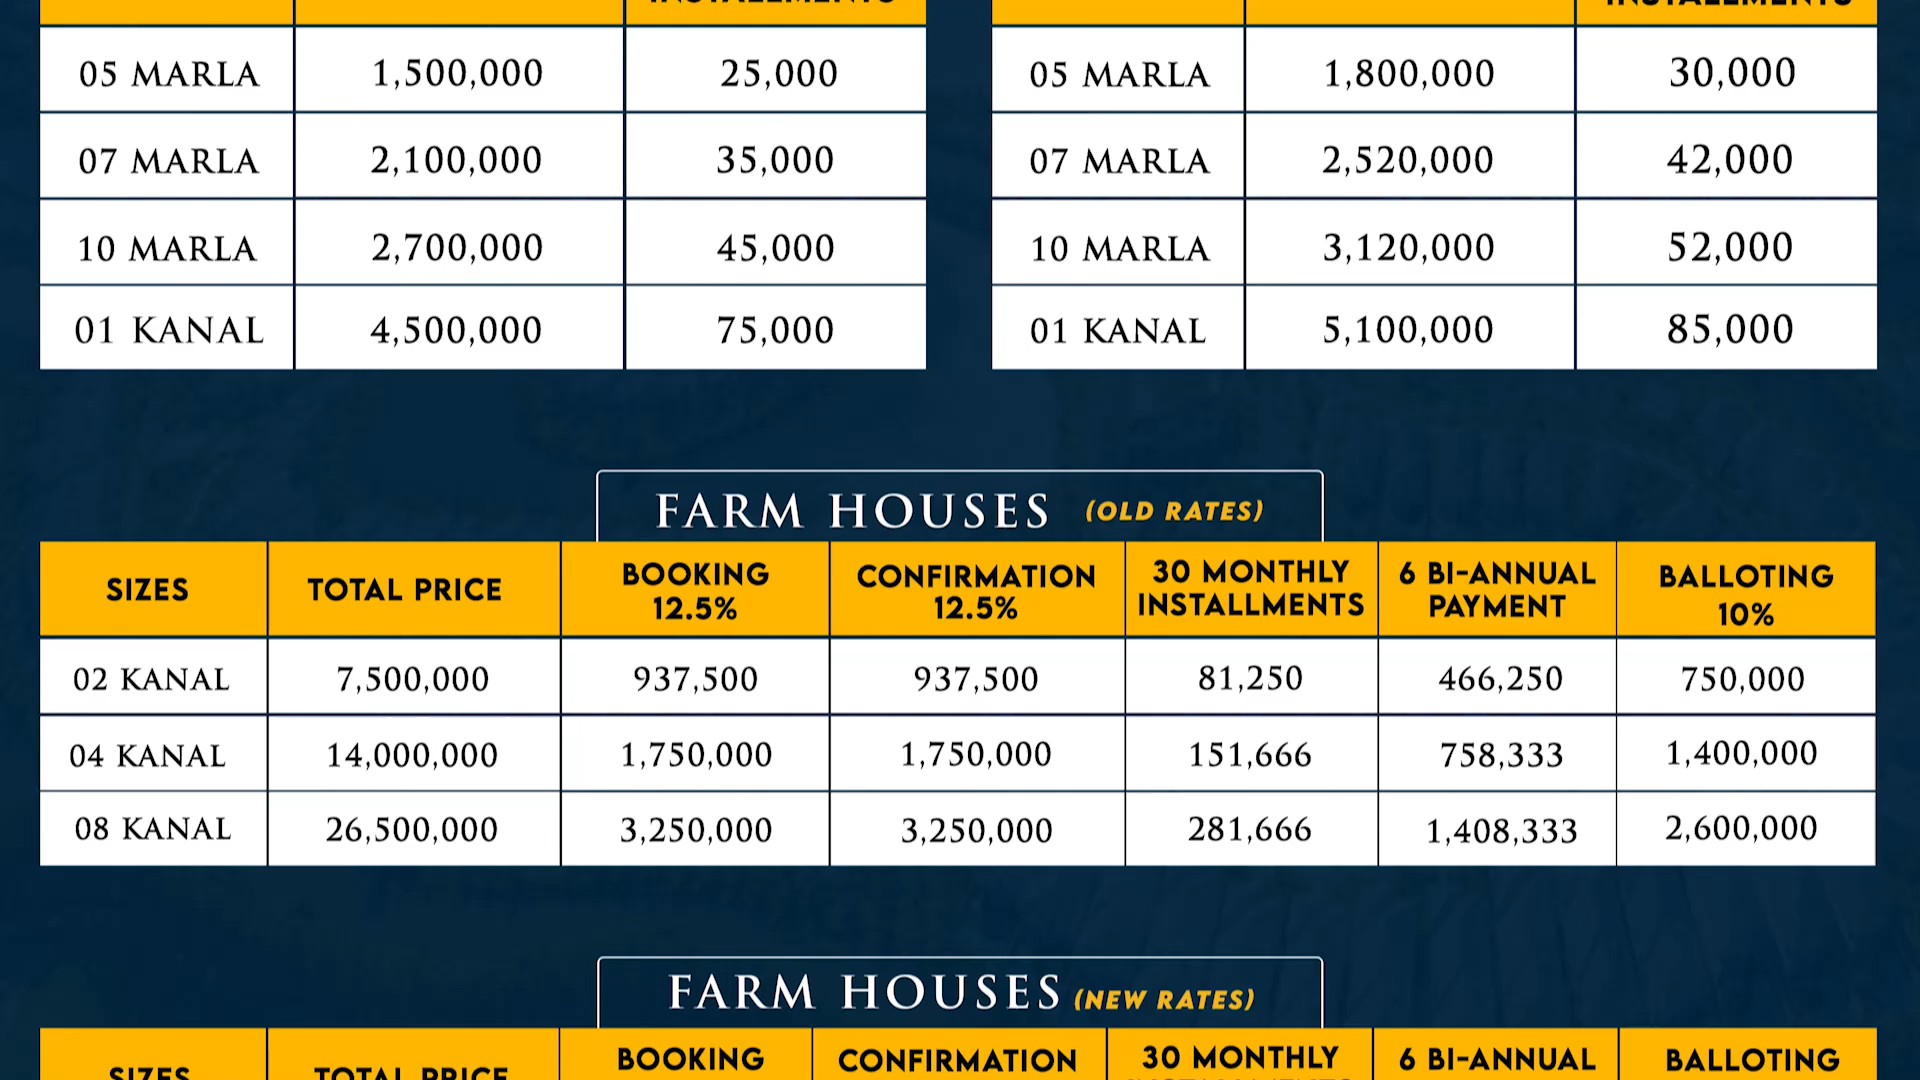 INSTALLMENTS
05 MARLA 1,500,000 25,000
07 MARLA 2,100,000 35,000
10 MARLA 2,700,000 45,000
01 KANAL 4,500,000 75,000
INSTALLMENTS
05 MARLA 1,800,000 30,000
07 MARLA 2,520,000 42,000
10 MARLA 3,120,000 52,000
01 KANAL 5,100,000 85,000
FARM HOUSES (OLD RATES)
SIZES TOTAL PRICE BOOKING 12.5% CONFIRMATION 12.5% 30 MONTHLY INSTALLMENTS 6 BI-ANNUAL PAYMENT BALLOTING 10%
02 KANAL 7,500,000 937,500 937,500 81,250 466,250 750,000
04 KANAL 14,000,000 1,750,000 1,750,000 151,666 758,333 1,400,000
08 KANAL 26,500,000 3,250,000 3,250,000 281,666 1,408,333 2,600,000
FARM HOUSES (NEW RATES)
SIZES TOTAL PRICE BOOKING CONFIRMATION 30 MONTHLY 6 BI-ANNUAL BALLOTING